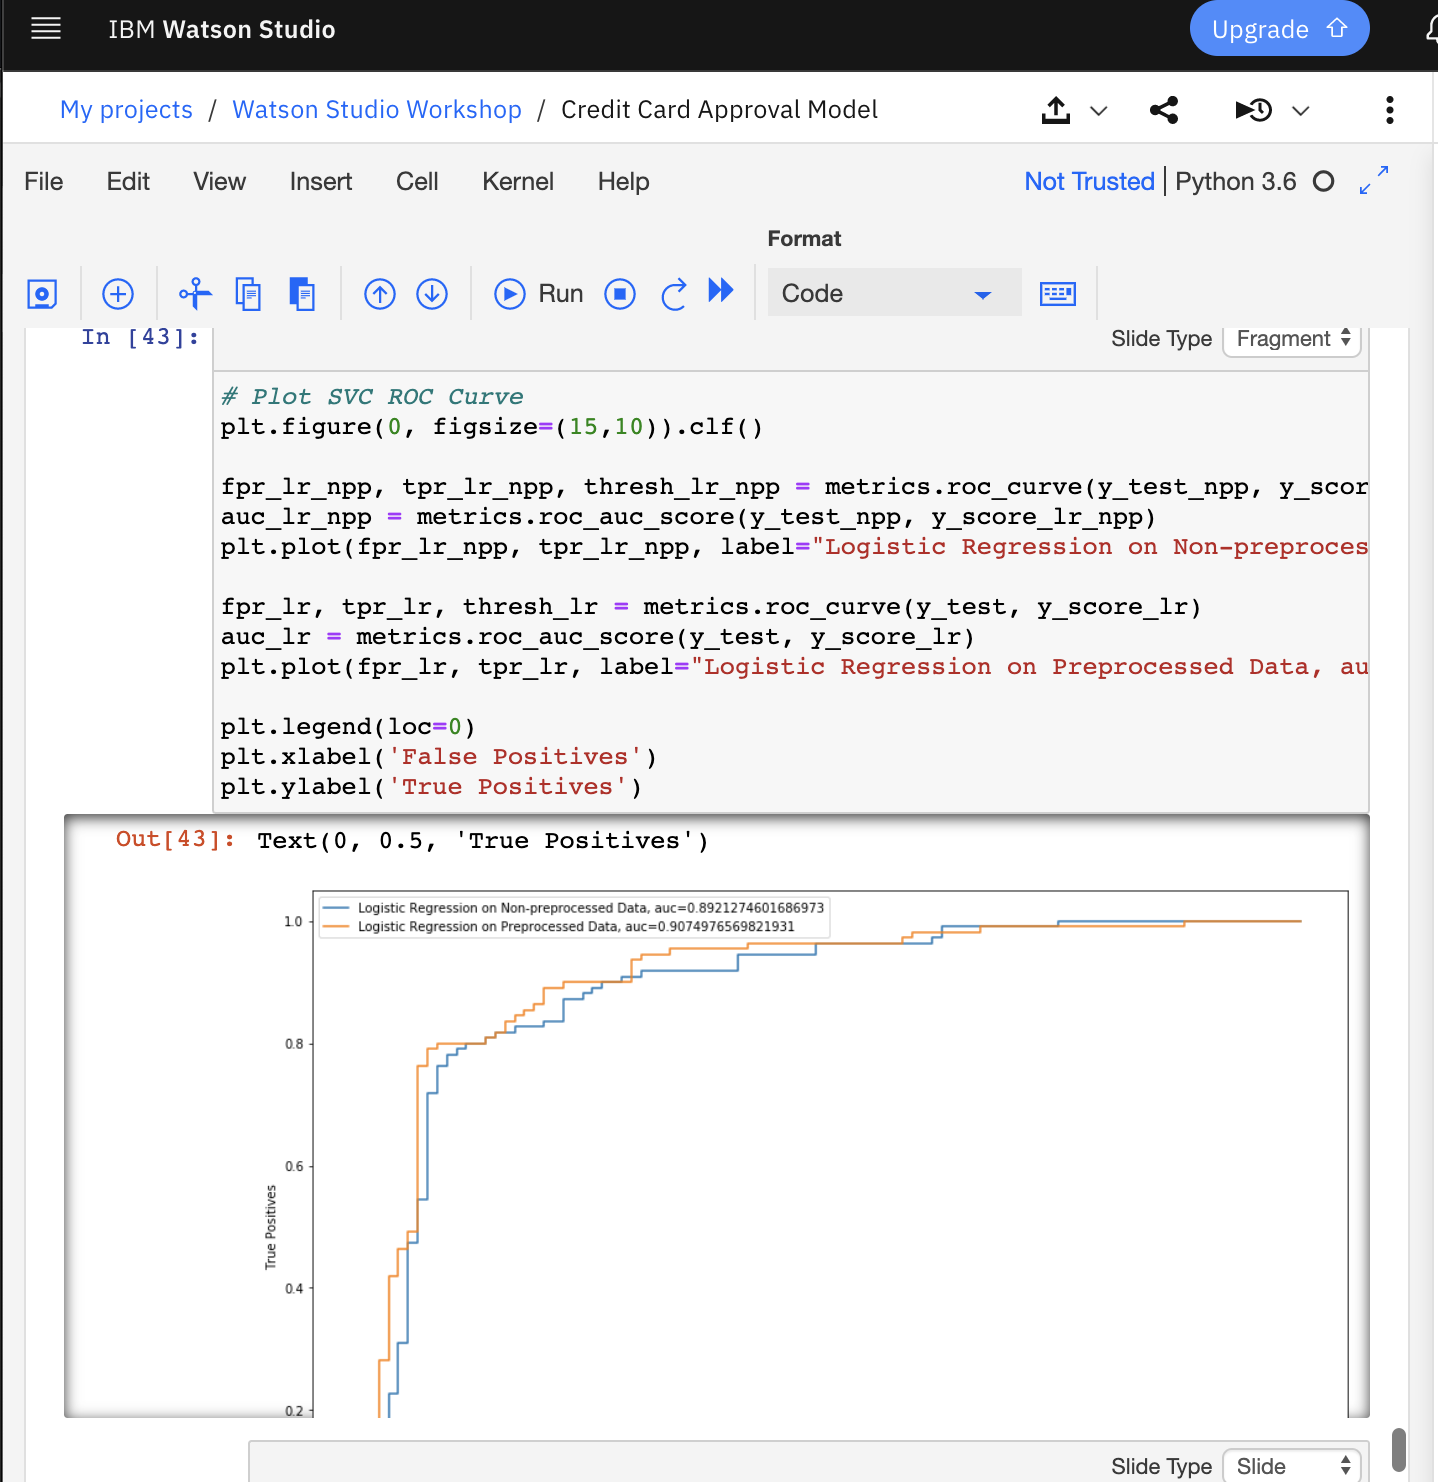 IBM Watson Studio
Upgrade
My projects / Watson Studio Workshop / Credit Card Approval Model
File Edit View Insert Cell Kernel Help
Not Trusted | Python 3.6
Format
Run
Code
In [43]:
Slide Type Fragment
# Plot SVC ROC Curve
plt.figure(0, figsize=(15,10)).clf()
fpr_lr_npp, tpr_lr_npp, thresh_lr_npp = metrics.roc_curve(y_test_npp, y_scor
auc_lr_npp = metrics.roc_auc_score(y_test_npp, y_score_lr_npp)
plt.plot(fpr_lr_npp, tpr_lr_npp, label="Logistic Regression on Non-preproces
fpr_lr, tpr_lr, thresh_lr = metrics.roc_curve(y_test, y_score_lr)
auc_lr = metrics.roc_auc_score(y_test, y_score_lr)
plt.plot(fpr_lr, tpr_lr, label="Logistic Regression on Preprocessed Data, au
plt.legend(loc=0)
plt.xlabel('False Positives')
plt.ylabel('True Positives')
Out[43]: Text(0, 0.5, 'True Positives')
Logistic Regression on Non-preprocessed Data, auc=0.8921274601686973
Logistic Regression on Preprocessed Data, auc=0.9074976569821931
1.0
0.8
0.6
True Positives
0.4
0.2
Slide Type Slide